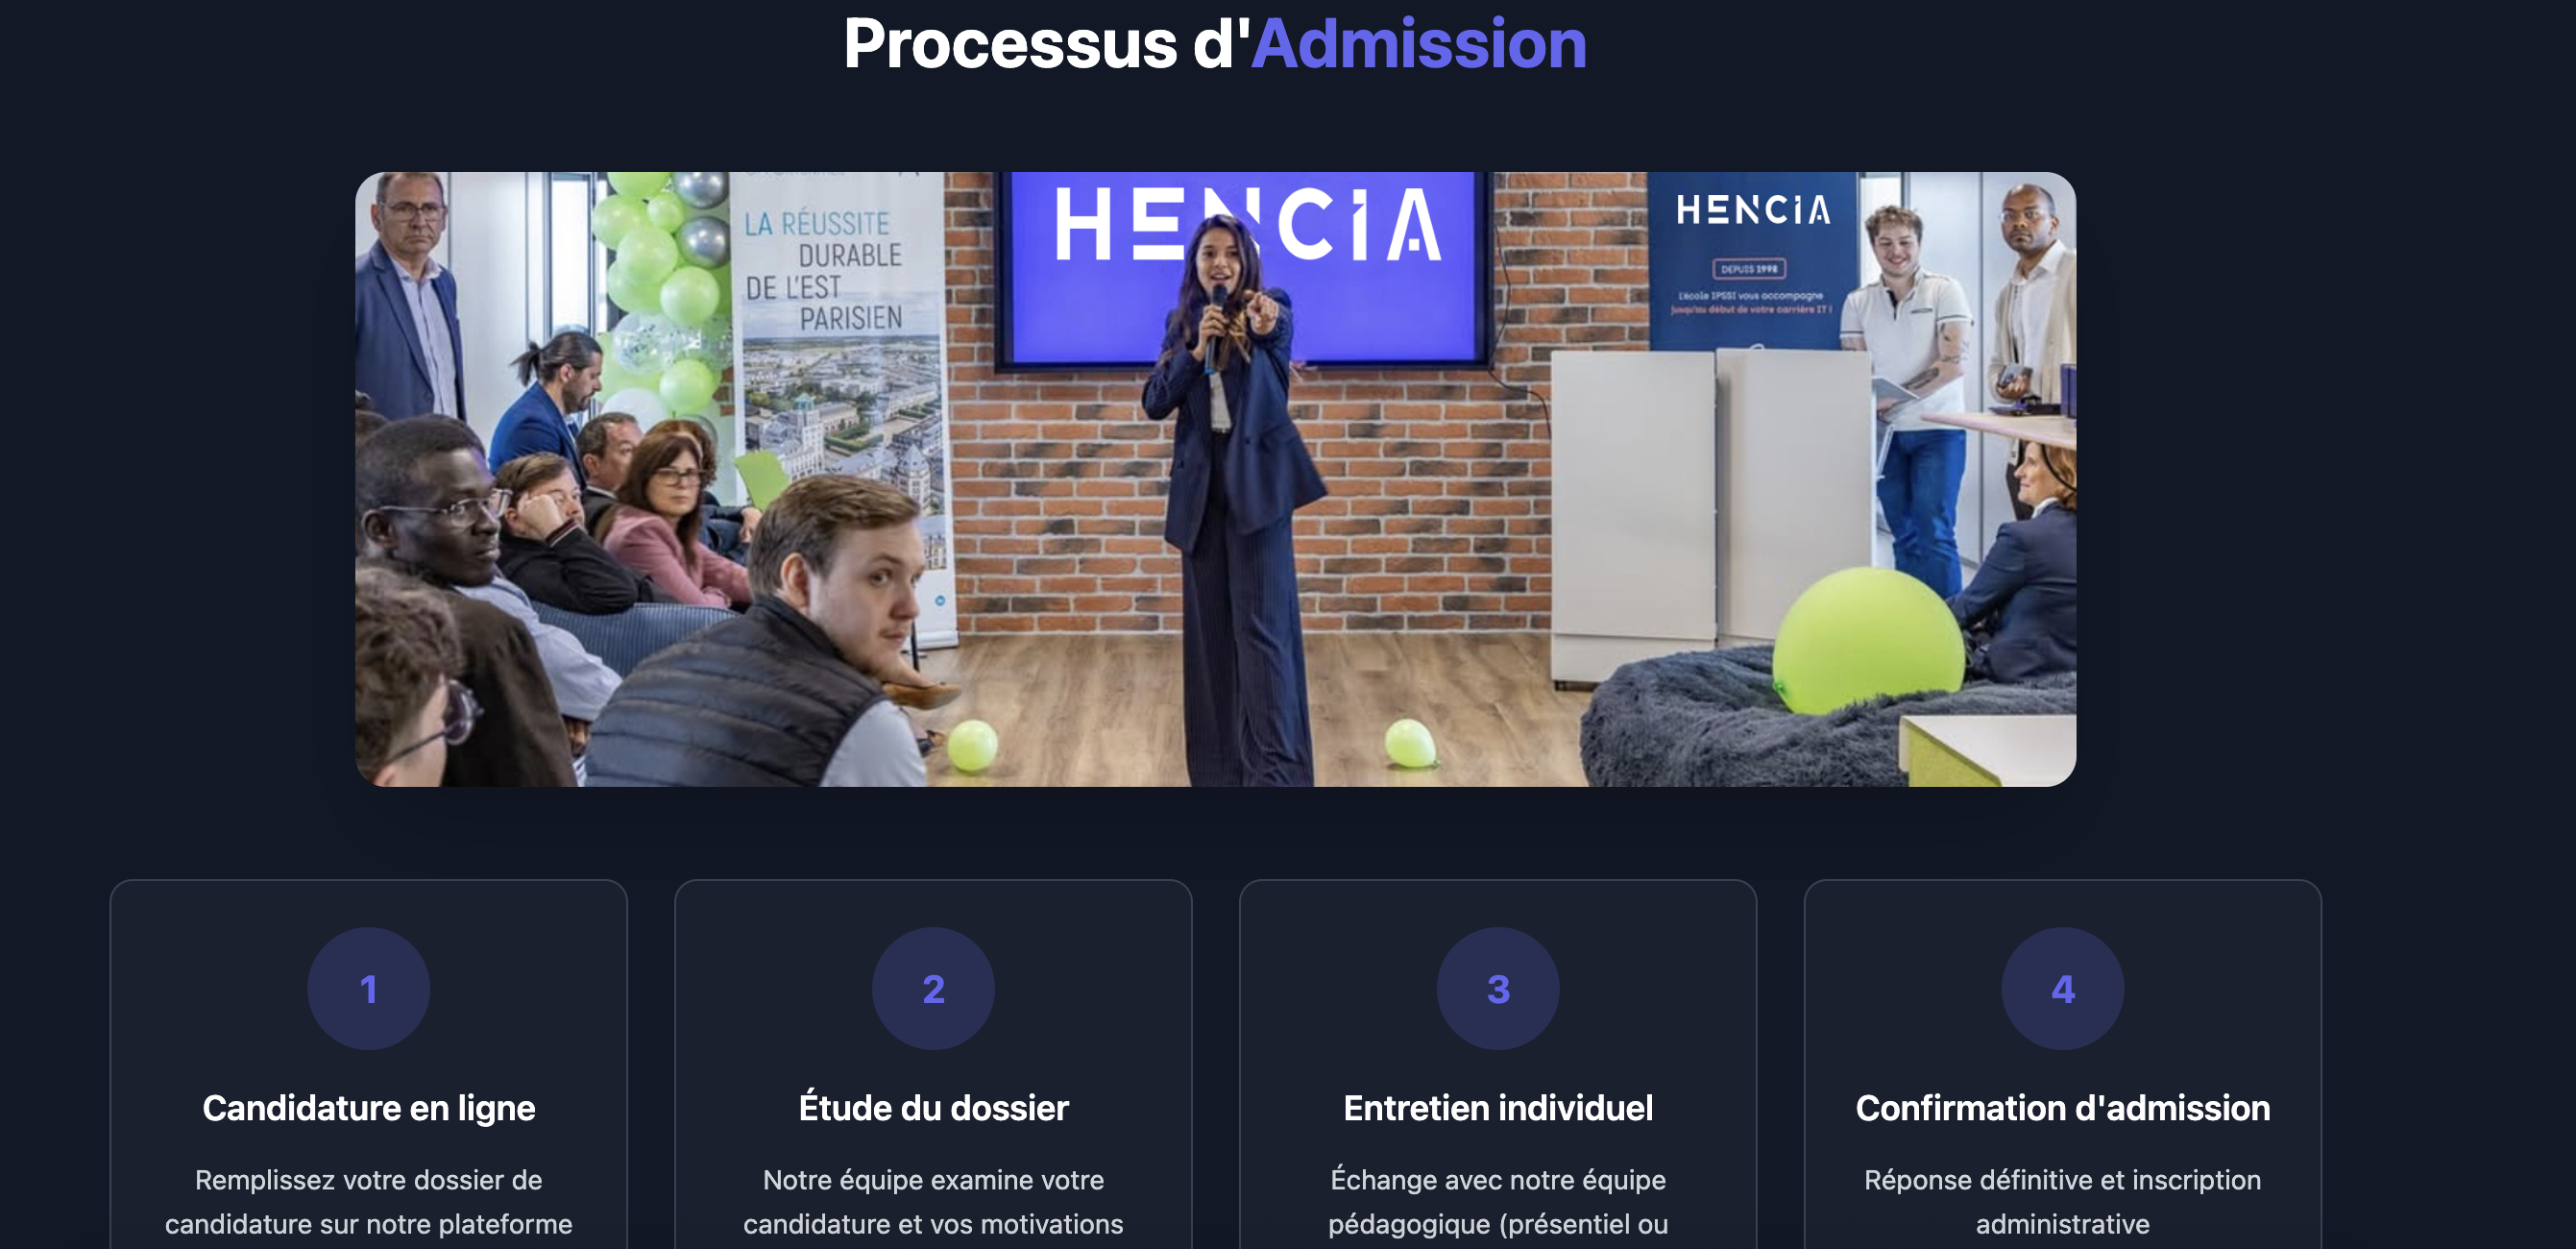 Processus d'Admission
LA RÉUSSITE
DURABLE
DE L'EST
PARISIEN
HENCIA
HENCIA
DEPUIS 1998
L'école IPSSI vous accompagne
jusqu'au début de votre carrière IT !
1
2
3
4
Candidature en ligne
Étude du dossier
Entretien individuel
Confirmation d'admission
Remplissez votre dossier de
candidature sur notre plateforme
Notre équipe examine votre
candidature et vos motivations
Échange avec notre équipe
pédagogique (présentiel ou
Réponse définitive et inscription
administrative